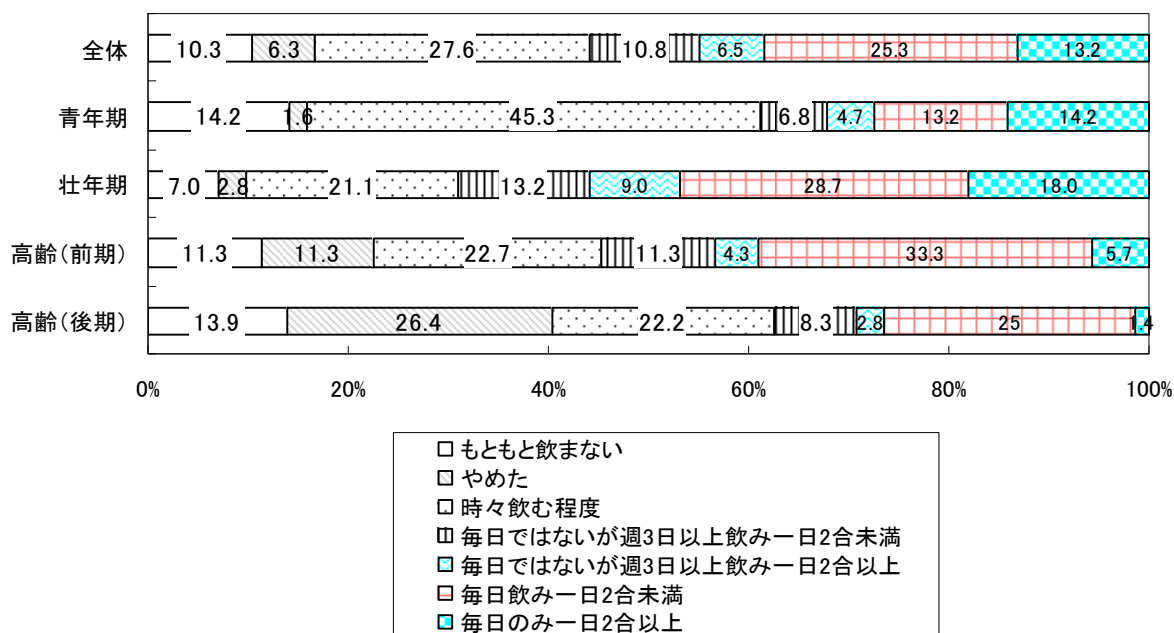 全体 10.3 6.3 27.6 10.8 6.5 25.3 13.2
青年期 14.2 1.6 45.3 6.8 4.7 13.2 14.2
壮年期 7.0 2.8 21.1 13.2 9.0 28.7 18.0
高齢(前期) 11.3 11.3 22.7 11.3 4.3 33.3 5.7
高齢(後期) 13.9 26.4 22.2 8.3 2.8 25 1.4
0% 20% 40% 60% 80% 100%
もともと飲まない
やめた
時々飲む程度
毎日ではないが週3日以上飲み一日2合未満
毎日ではないが週3日以上飲み一日2合以上
毎日飲み一日2合未満
毎日のみ一日2合以上